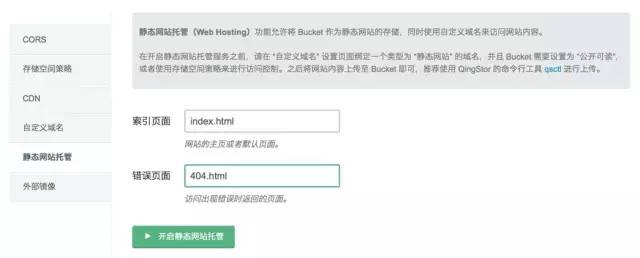 CORS
存储空间策略
CDN
自定义域名
静态网站托管
外部镜像
静态网站托管（Web Hosting）功能允许将 Bucket 作为静态网站的存储，同时使用自定义域名来访问网站内容。
在开启静态网站托管服务之前，请在 “自定义域名” 设置页面绑定一个类型为 “静态网站” 的域名，并且 Bucket 需要设置为 “公开可读”，
或者使用存储空间策略来进行访问控制。之后将网站内容上传至 Bucket 即可，推荐使用 QingStor 的命令行工具 qsctl 进行上传。
索引页面
index.html
网站的主页或者默认页面。
错误页面
404.html
访问出现错误时返回的页面。
开启静态网站托管